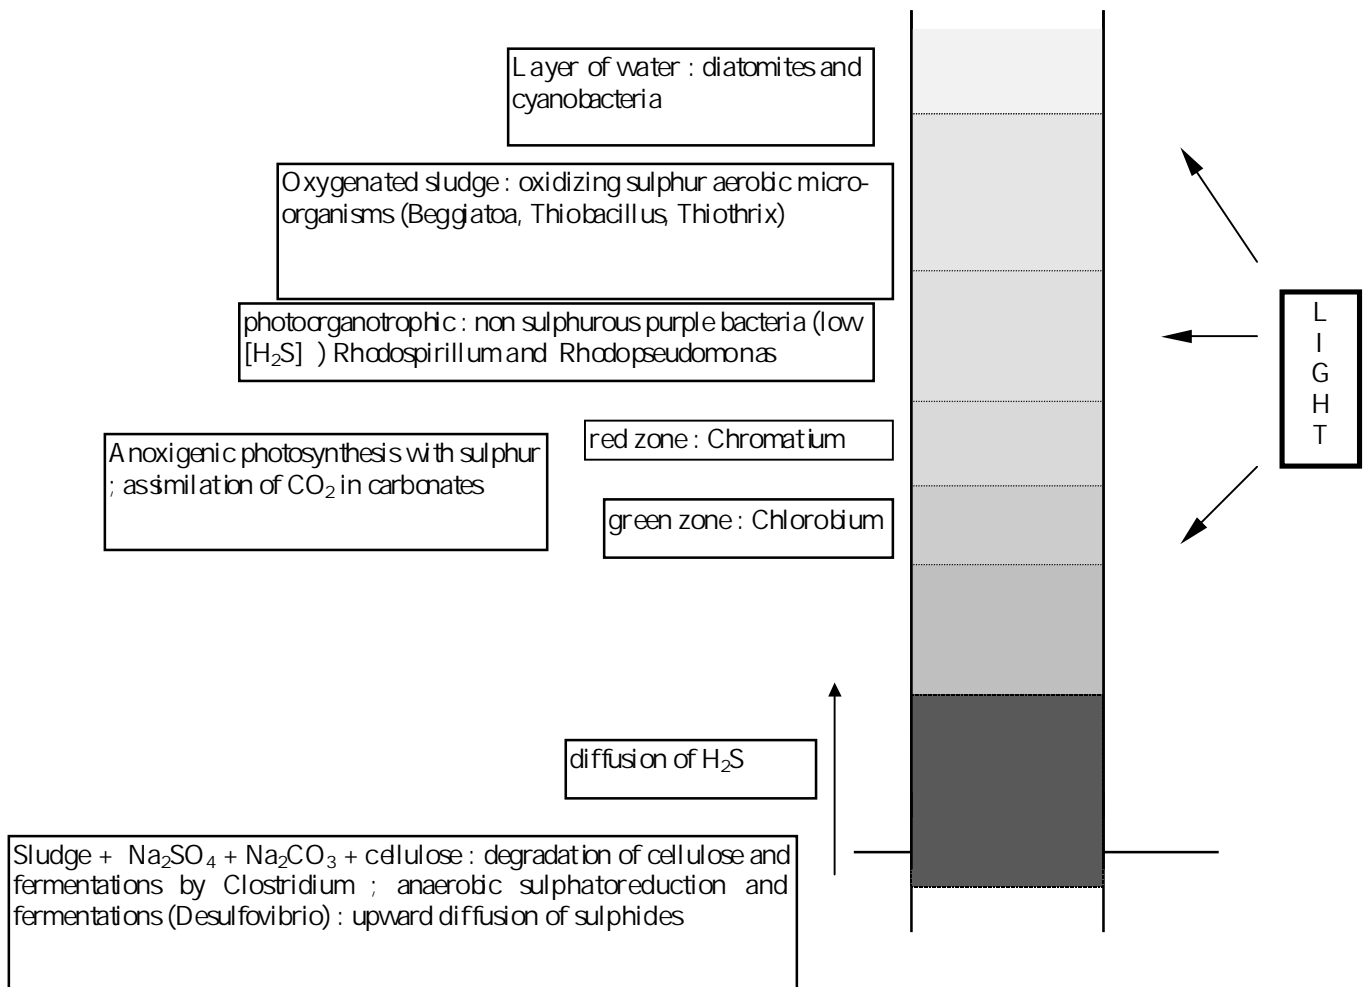 Layer of water : diatomites and
cyanobacteria
Oxygenated sludge : oxidizing sulphur aerobic micro-
organisms (Beggiatoa, Thiobacillus, Thiothrix)
photoorganotrophic : non sulphurous purple bacteria (low
[H₂S] ) Rhodospirillum and Rhodopseudomonas
red zone : Chromatium
Anoxigenic photosynthesis with sulphur
; assimilation of CO₂ in carbonates
green zone : Chlorobium
L
I
G
H
T
diffusion of H₂S
Sludge + Na₂SO₄ + Na₂CO₃ + cellulose : degradation of cellulose and
fermentations by Clostridium ; anaerobic sulphatoreduction and
fermentations (Desulfovibrio) : upward diffusion of sulphides